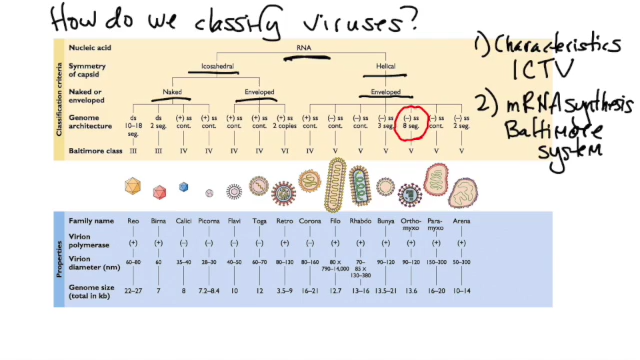 How do we classify viruses?
1) Characteristics
ICTV
2) mRNA synthesis
Baltimore
system
Classification criteria
Nucleic acid
RNA
Symmetry
of capsid
Icosahedral
Helical
Naked or
enveloped
Naked
Enveloped
Enveloped
Genome
architecture
ds ds (+) ss (+) ss (+) ss (+) ss (+) ss (+) ss (–) ss (–) ss (–) ss (–) ss (–) ss (–) ss
10–18 2 seg. cont. cont. cont. cont. 2 copies cont. cont. cont. 3 seg. 8 seg. cont. 2 seg.
seg.
Baltimore class III III IV IV IV IV VI IV V V V V V V
Properties
Family name Reo Birna Calici Picorna Flavi Toga Retro Corona Filo Rhabdo Bunya Ortho- Para- Arena
myxo myxo
Virion
polymerase (+) (+) (–) (–) (–) (–) (+) (–) (+) (+) (+) (+) (+) (+)
Virion
diameter (nm)
60–80 60 35–40 28–30 40–50 60–70 80–130 80–160 80 X 70– 90–120 90–120 150–300 50–300
790–14,000 85 X
130–380
Genome size
(total in kb)
22–27 7 8 7.2–8.4 10 12 3.5–9 16–21 12.7 13–16 13.5–21 13.6 16–20 10–14